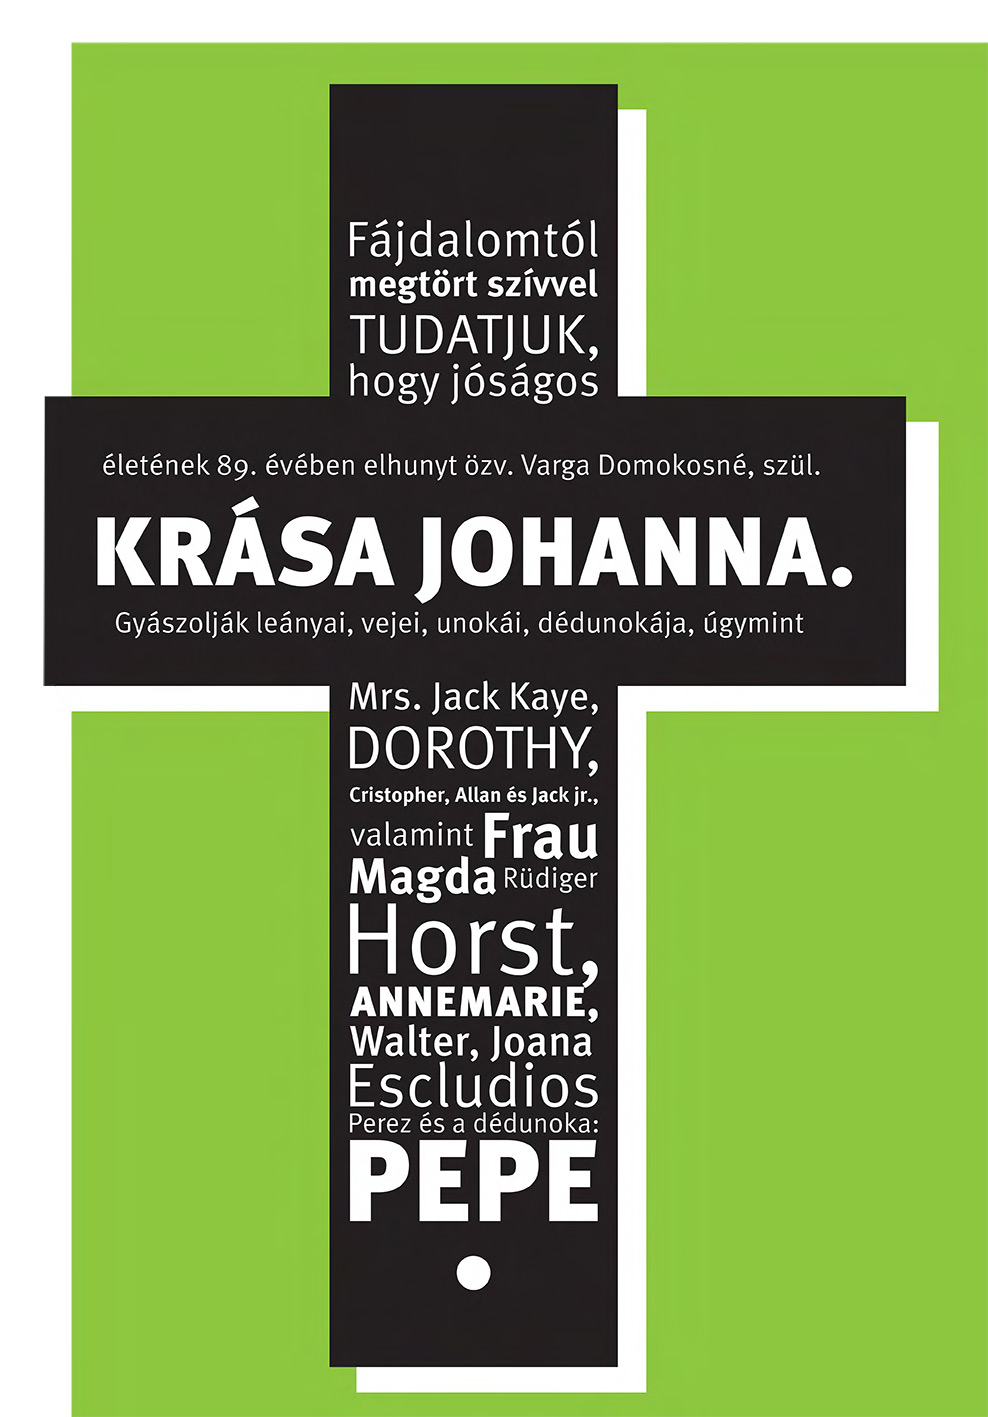 Fájdalomtól
megtört szívvel
TUDATJUK,
hogy jóságos
életének 89. évében elhunyt özv. Varga Domokosné, szül.
KRÁSA JOHANNA.
Gyászolják leányai, vejei, unokái, dédunokája, úgymint
Mrs. Jack Kaye,
DOROTHY,
Cristopher, Allan és Jack jr.,
valamint Frau
Magda Rüdiger
Horst,
ANNEMARIE,
Walter, Joana
Escludios
Perez és a dédunoka:
PEPE